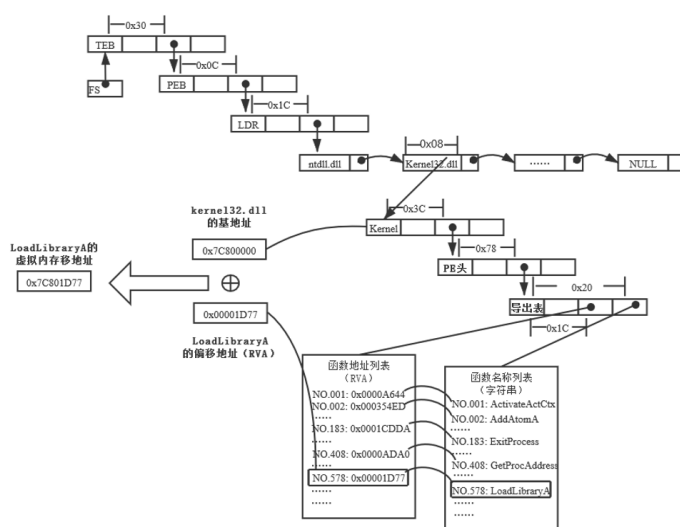 0x30
TEB
0x0C
FS
PEB
0x1C
LDR
0x08
ntdll.dll
Kernel32.dll
……
NULL
0x3C
kernel32.dll
的基地址
Kernel
LoadLibraryA的
虚拟内存移地址
0x7C800000
0x78
0x7C801D77
PE头
0x20
0x00001D77
导出表
0x1C
LoadLibraryA
的偏移地址(RVA)
函数地址列表
(RVA)
NO.001: 0x0000A644
NO.002: 0x000354ED
……
NO.183: 0x0001CDDA
……
NO.408: 0x0000ADA0
NO.578: 0x00001D77
……
……
函数名称列表
(字符串)
NO.001: ActivateActCtx
NO.002: AddAtomA
……
NO.183: ExitProcess
……
NO.408: GetProcAddress
NO.578: LoadLibraryA
……
……